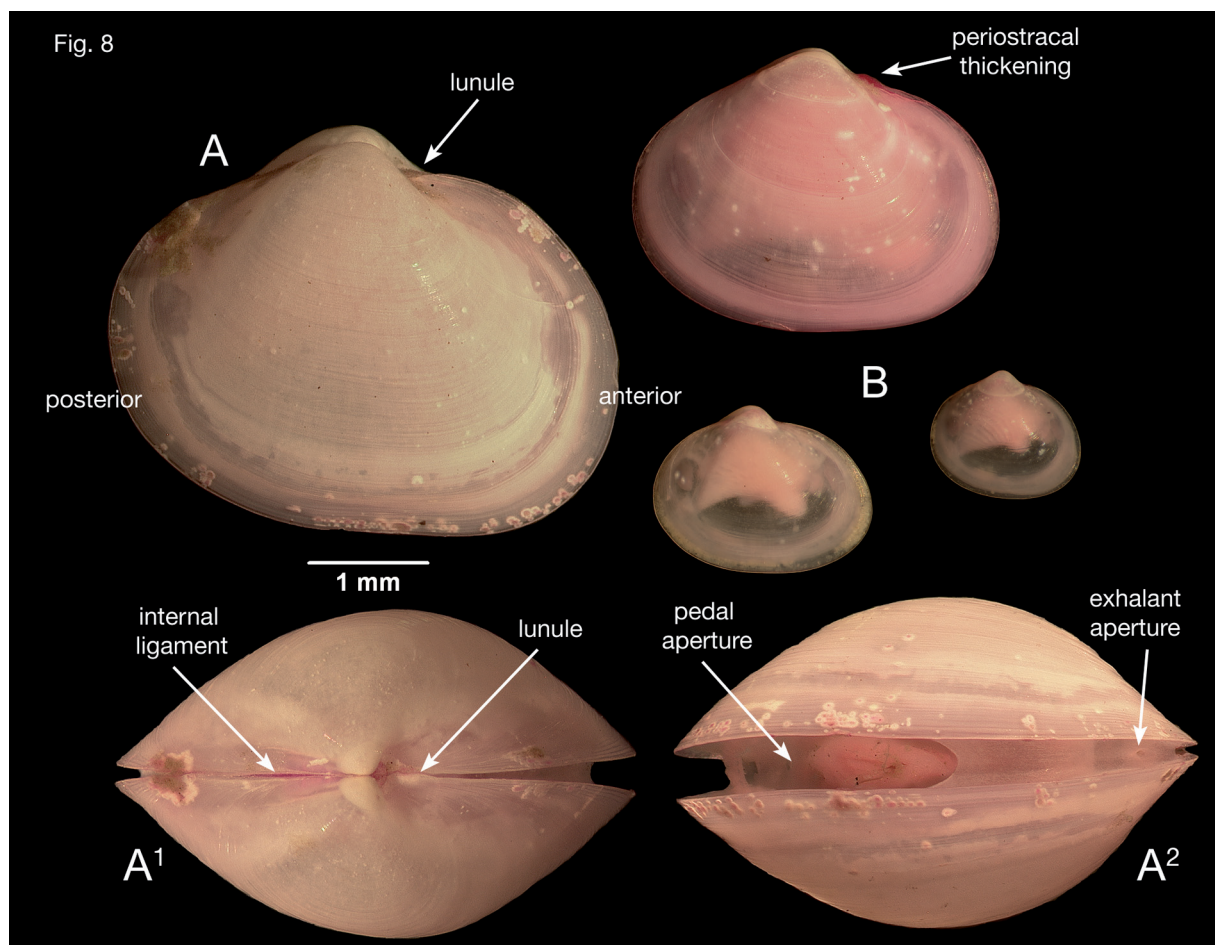 Fig. 8
periostracal
thickening
lunule
A
posterior
anterior
B
1 mm
internal
ligament
lunule
pedal
aperture
exhalant
aperture
A¹
A²